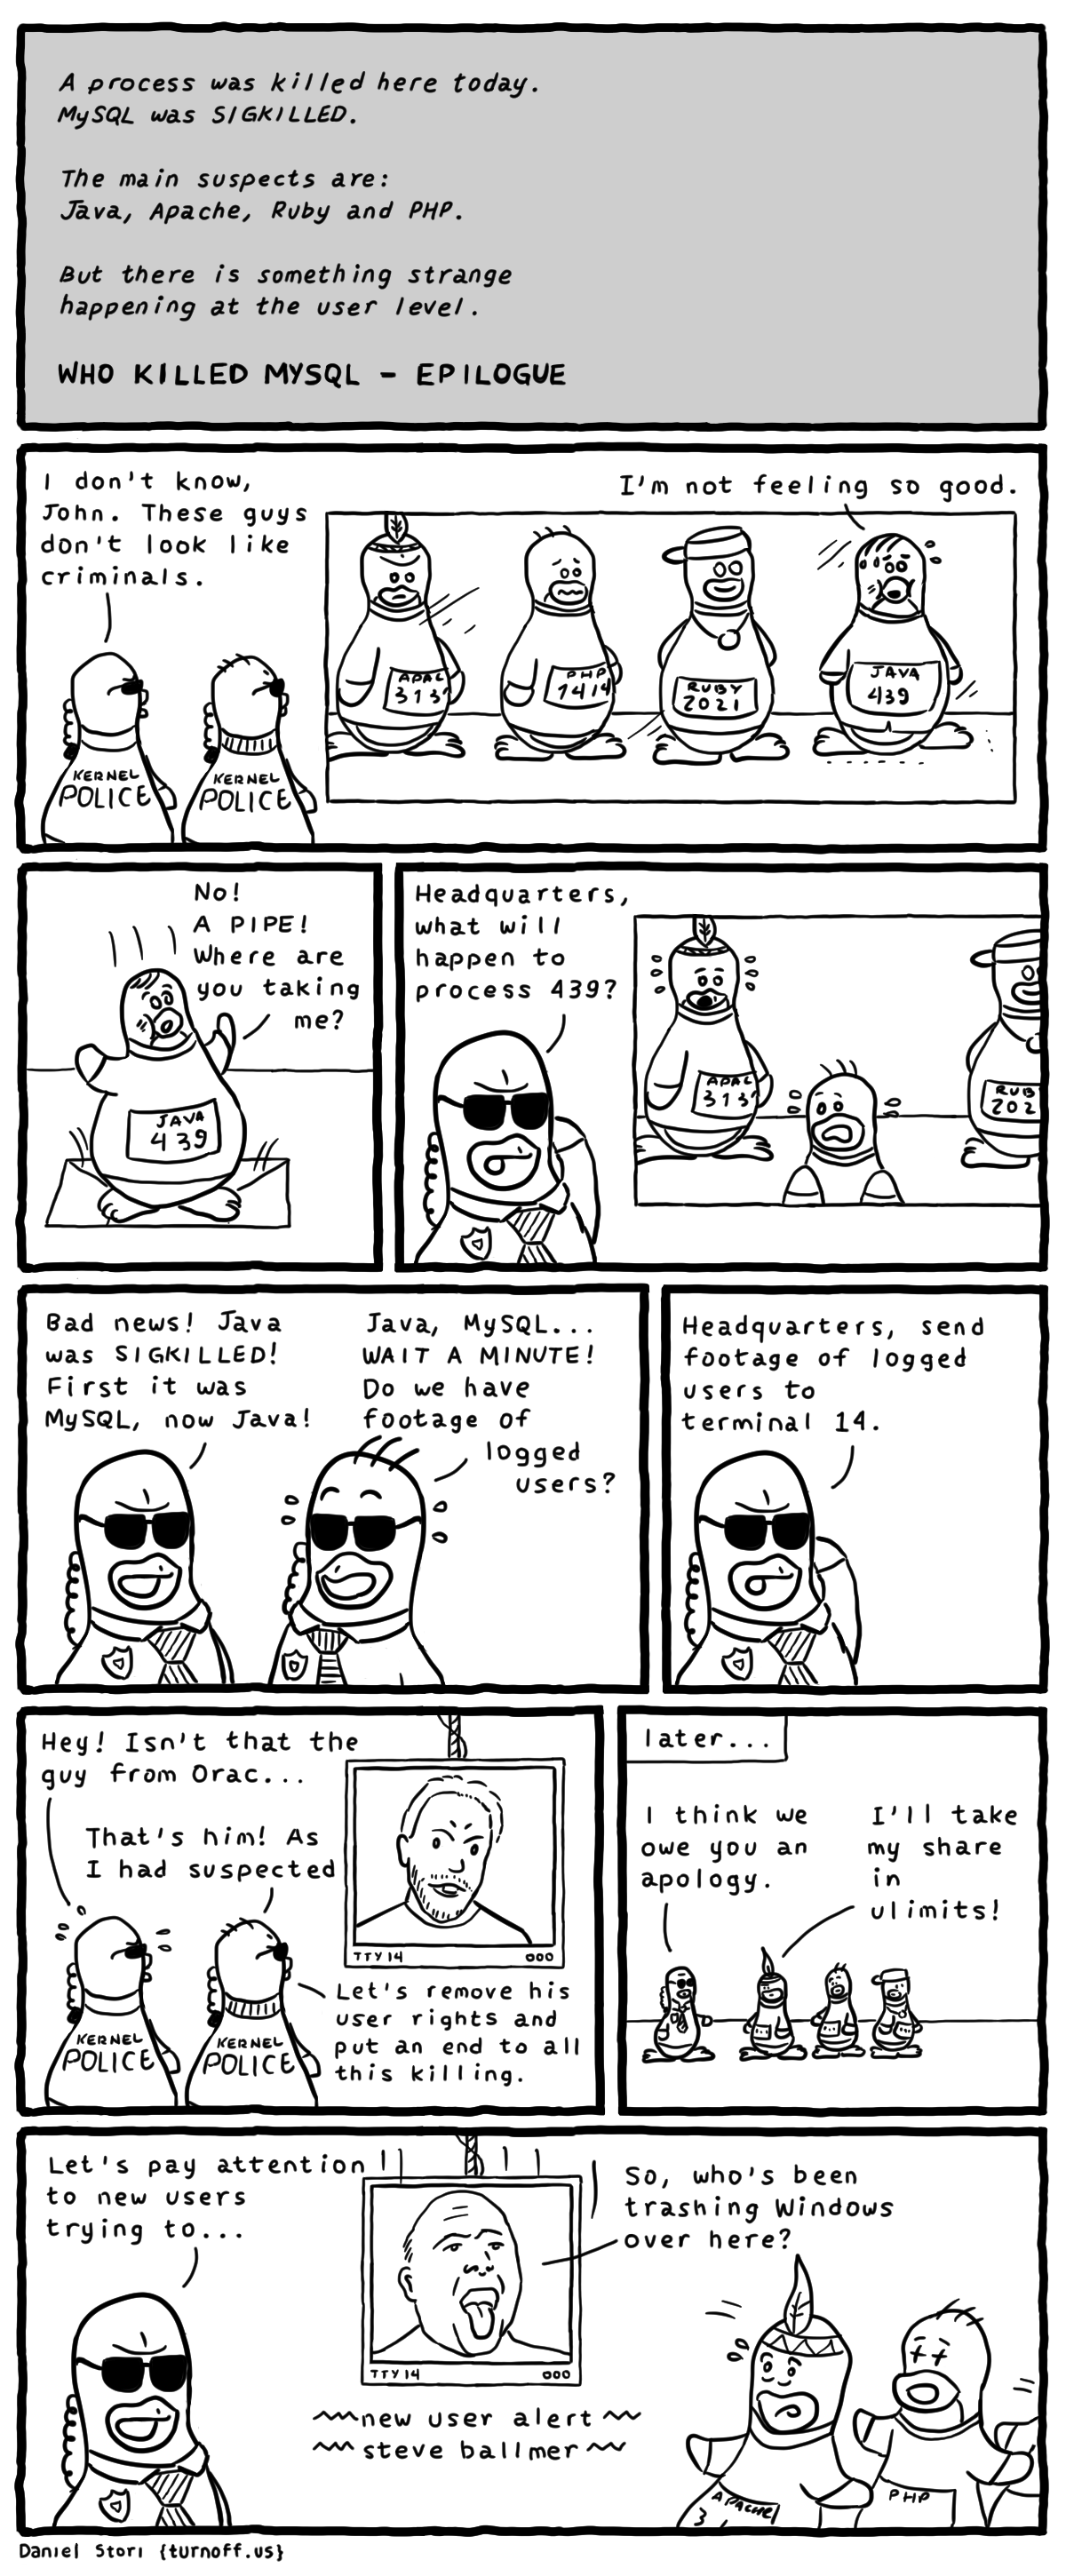 A process was killed here today.
MySQL was SIGKILLED.
The main suspects are:
Java, Apache, Ruby and PHP.
But there is something strange
happening at the user level.
WHO KILLED MYSQL - EPILOGUE
I don't know,
John. These guys
don't look like
criminals.
I'm not feeling so good.
APAC
313
PHP
1414
RUBY
2021
JAVA
439
KERNEL
POLICE
KERNEL
POLICE
No!
A PIPE!
Where are
you taking
me?
JAVA
439
Headquarters,
what will
happen to
process 439?
APAC
313
RUB
202
Bad news! Java
was SIGKILLED!
First it was
MySQL, now Java!
Java, MySQL...
WAIT A MINUTE!
Do we have
footage of
logged
users?
Headquarters, send
footage of logged
users to
terminal 14.
Hey! Isn't that the
guy from Orac...
That's him! As
I had suspected
TTY14
000
Let's remove his
user rights and
put an end to all
this killing.
KERNEL
POLICE
KERNEL
POLICE
later...
I think we
owe you an
apology.
I'll take
my share
in
ulimits!
Let's pay attention
to new users
trying to...
So, who's been
trashing Windows
over here?
TTY14
000
new user alert
steve ballmer
APACHE
3
PHP
Daniel Stori {turnoff.us}